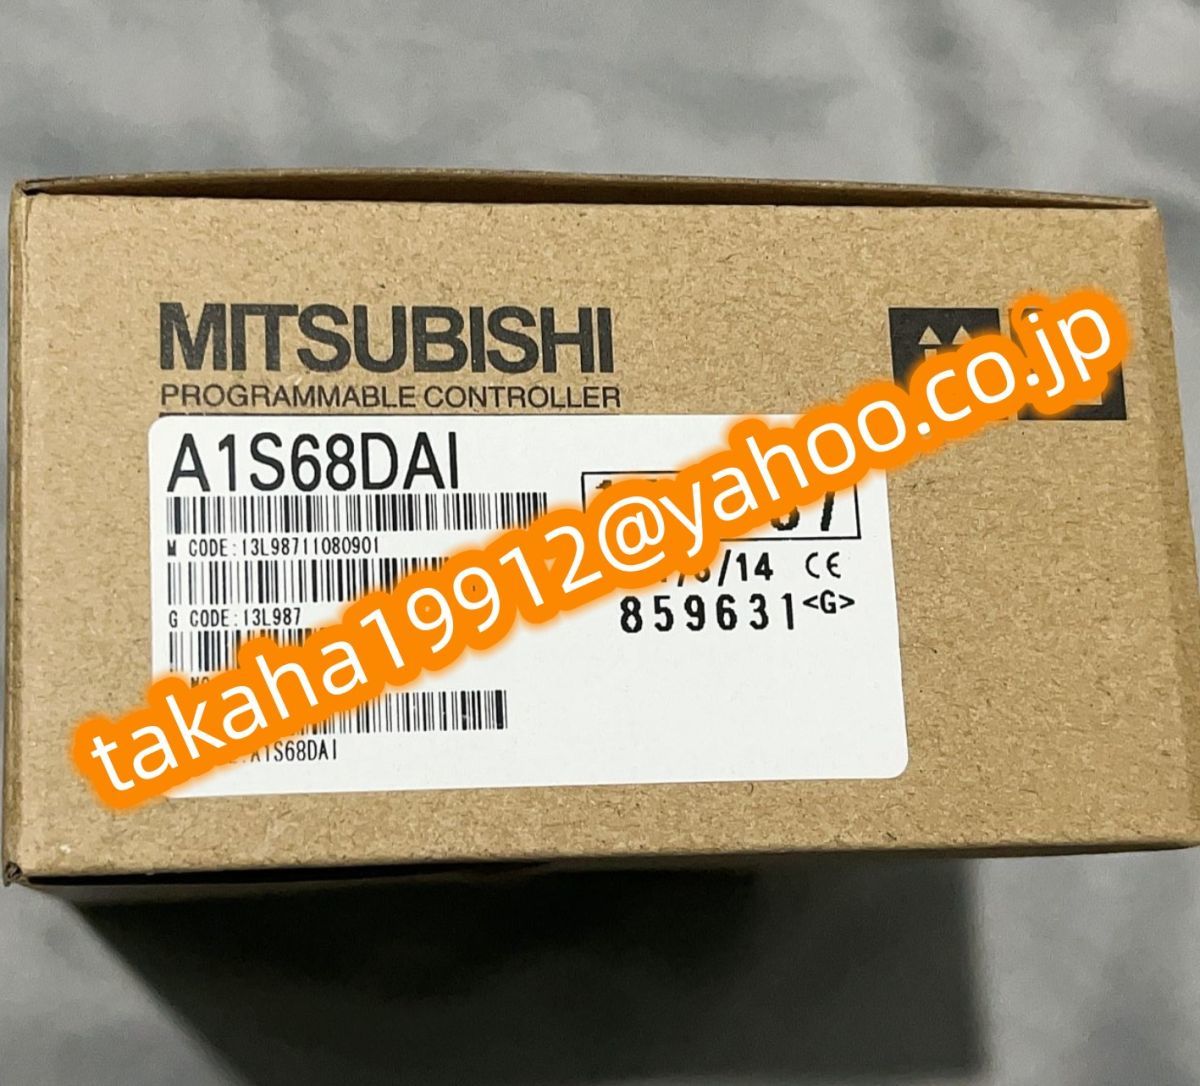 MITSUBISHI
PROGRAMMABLE CONTROLLER
A1S68DAI
M CODE:13L98711080901
G CODE:13L987
/14 CE
859631<G>
A1S68DAI
takaha19912@yahoo.co.jp